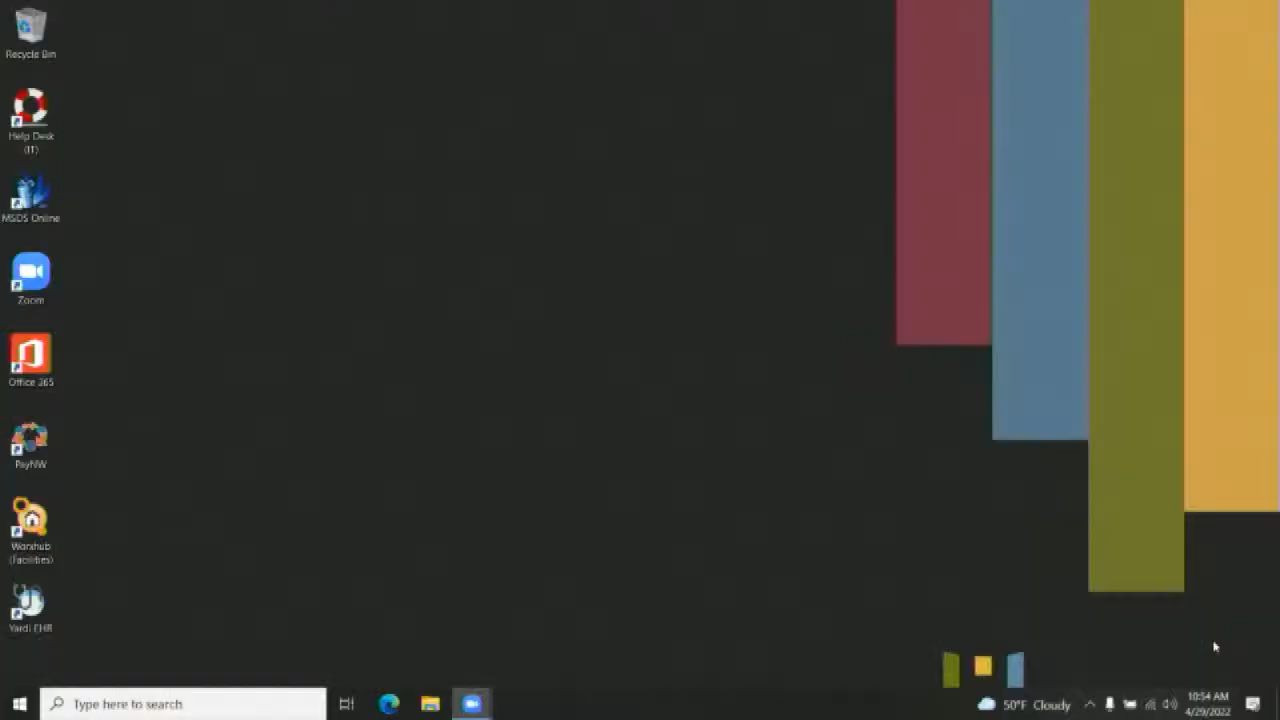 Recycle Bin
Help Desk
(IT)
MSDS Online
Zoom
Office 365
PayNW
Worxhub
(Facilities)
Yardi EHR
Type here to search
50°F Cloudy
10:54 AM
4/29/2022